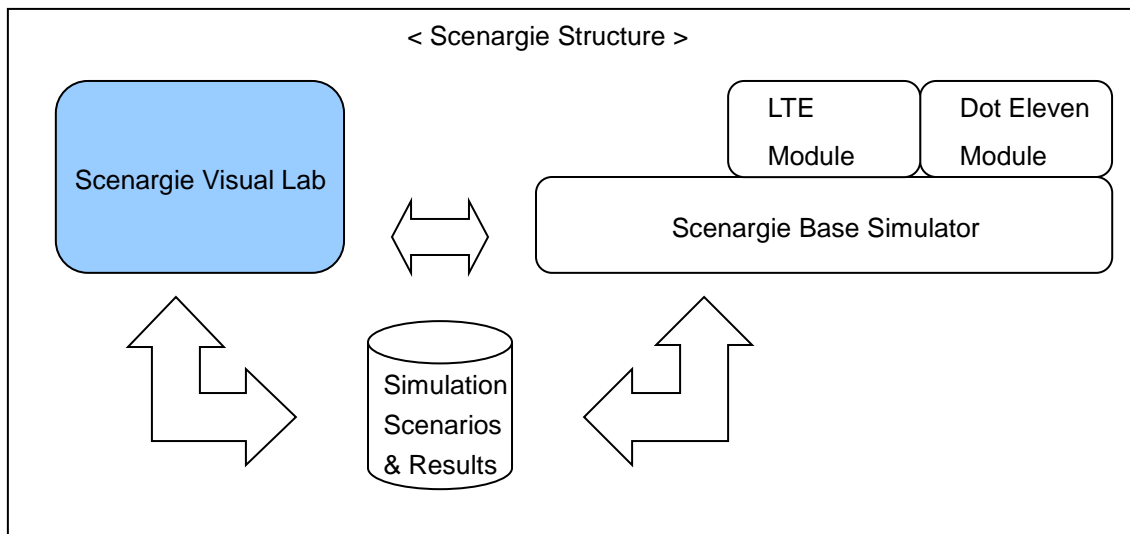 < Scenargie Structure >
Scenargie Visual Lab
LTE
Module
Dot Eleven
Module
Scenargie Base Simulator
Simulation
Scenarios
& Results